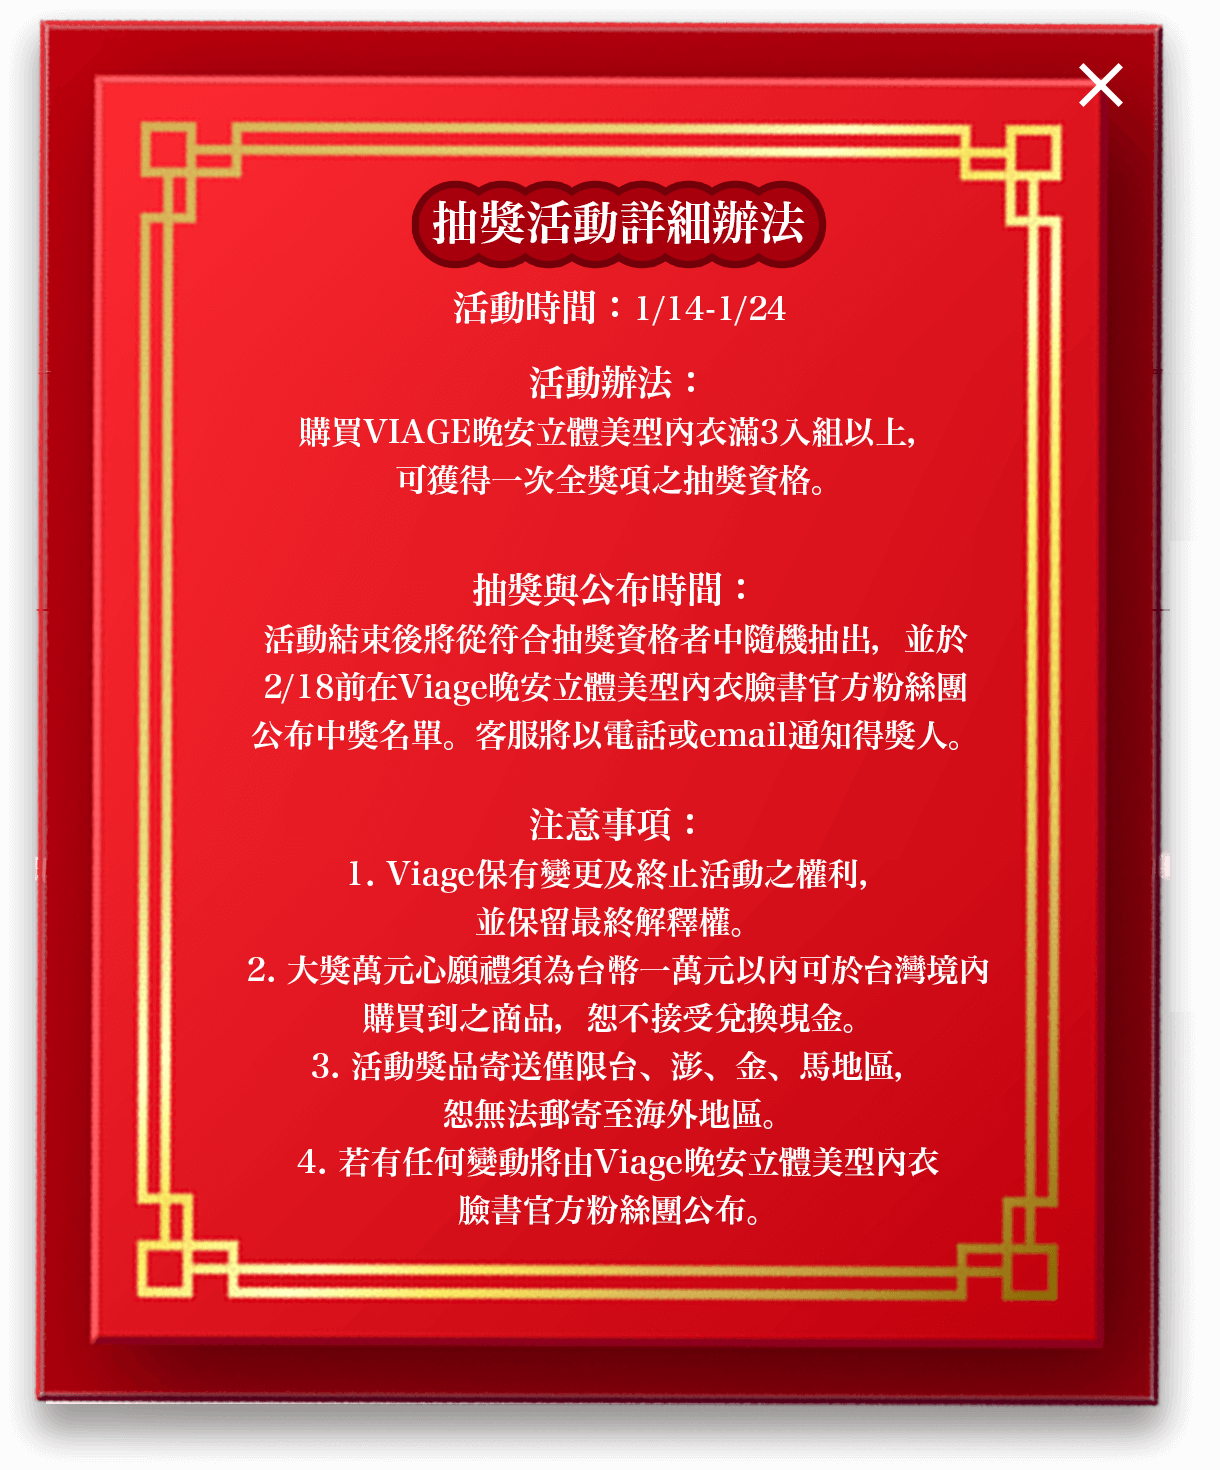 抽獎活動詳細辦法
活動時間：1/14-1/24
活動辦法：
購買VIAGE晚安立體美型內衣滿3入組以上，
可獲得一次全獎項之抽獎資格。
抽獎與公布時間：
活動結束後將從符合抽獎資格者中隨機抽出，並於
2/18前在Viage晚安立體美型內衣臉書官方粉絲團
公布中獎名單。客服將以電話或email通知得獎人。
注意事項：
1. Viage保有變更及終止活動之權利，
並保留最終解釋權。
2. 大獎萬元心願禮須為台幣一萬元以內可於台灣境內
購買到之商品，恕不接受兌換現金。
3. 活動獎品寄送僅限台、澎、金、馬地區，
恕無法郵寄至海外地區。
4. 若有任何變動將由Viage晚安立體美型內衣
臉書官方粉絲團公布。